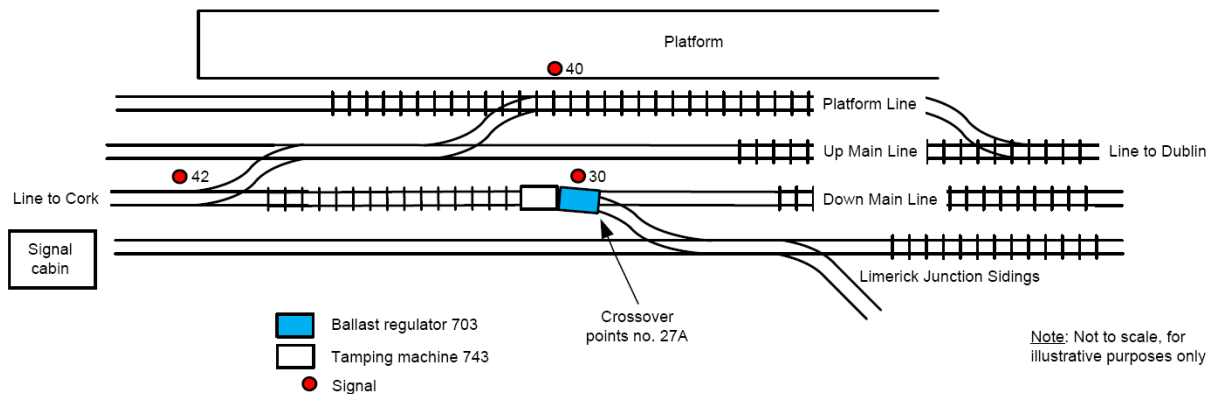 Platform
40
Platform Line
Up Main Line
Line to Dublin
42
30
Line to Cork
Down Main Line
Signal
cabin
Limerick Junction Sidings
Crossover
points no. 27A
Ballast regulator 703
Tamping machine 743
Signal
Note: Not to scale, for
illustrative purposes only